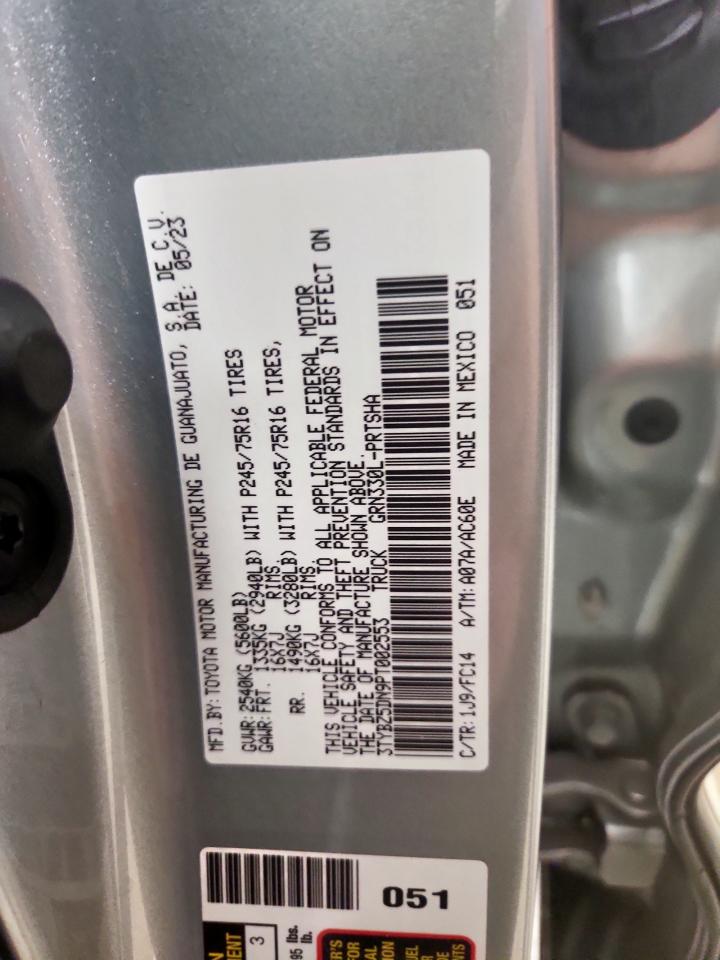 MFD.BY: TOYOTA MOTOR MANUFACTURING DE GUANAJUATO, S.A. DE C.V.
DATE: 05/23
GVWR: 2540KG (5600LB)
GAWR: FRT. 1335KG (2940LB) WITH P245/75R16 TIRES
16X7J RIMS.
RR. 1490KG (3280LB) WITH P245/75R16 TIRES,
16X7J RIMS.
THIS VEHICLE CONFORMS TO ALL APPLICABLE FEDERAL MOTOR
VEHICLE SAFETY AND THEFT PREVENTION STANDARDS IN EFFECT ON
THE DATE OF MANUFACTURE SHOWN ABOVE.
3TYBZ5DN9PT002553 TRUCK GRN330L-PRTSHA
C/TR: 1J9/FC14 A/TM: A07A/AC60E MADE IN MEXICO 051
051
3
95 lbs.
lb.